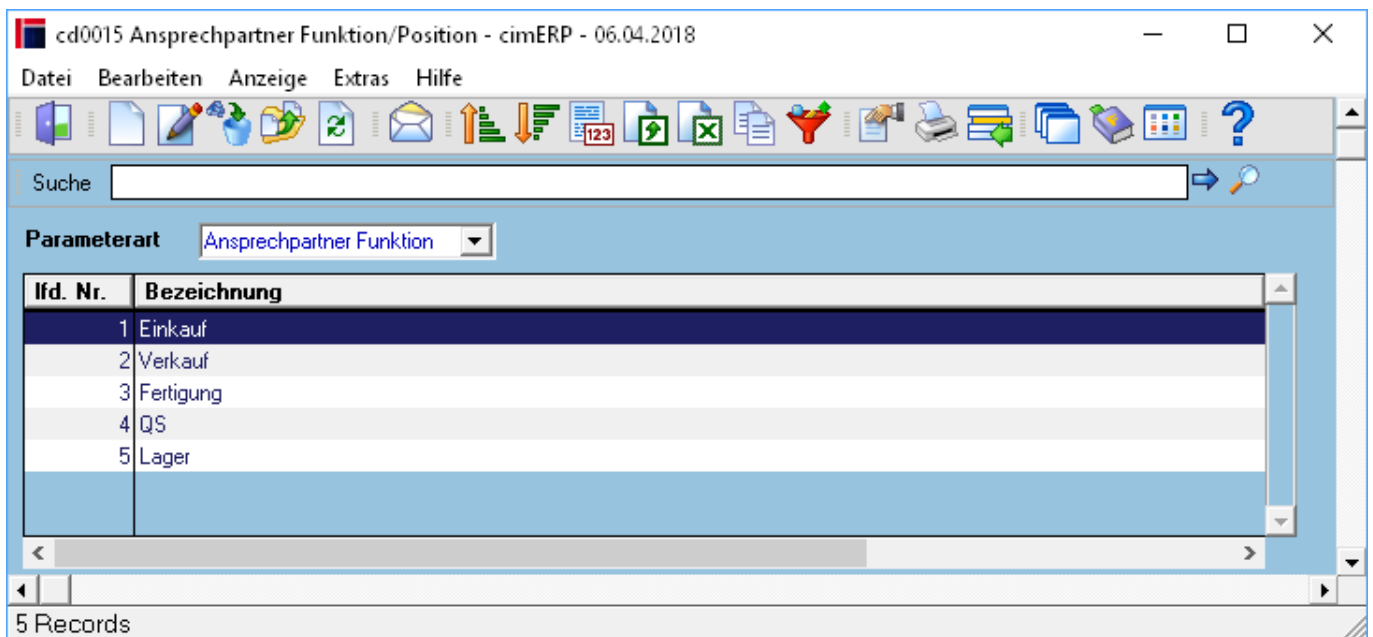 cd0015 Ansprechpartner Funktion/Position - cimERP - 06.04.2018
Datei Bearbeiten Anzeige Extras Hilfe
123
Suche
Parameterart Ansprechpartner Funktion
lfd. Nr. Bezeichnung
1 Einkauf
2 Verkauf
3 Fertigung
4 QS
5 Lager
5 Records